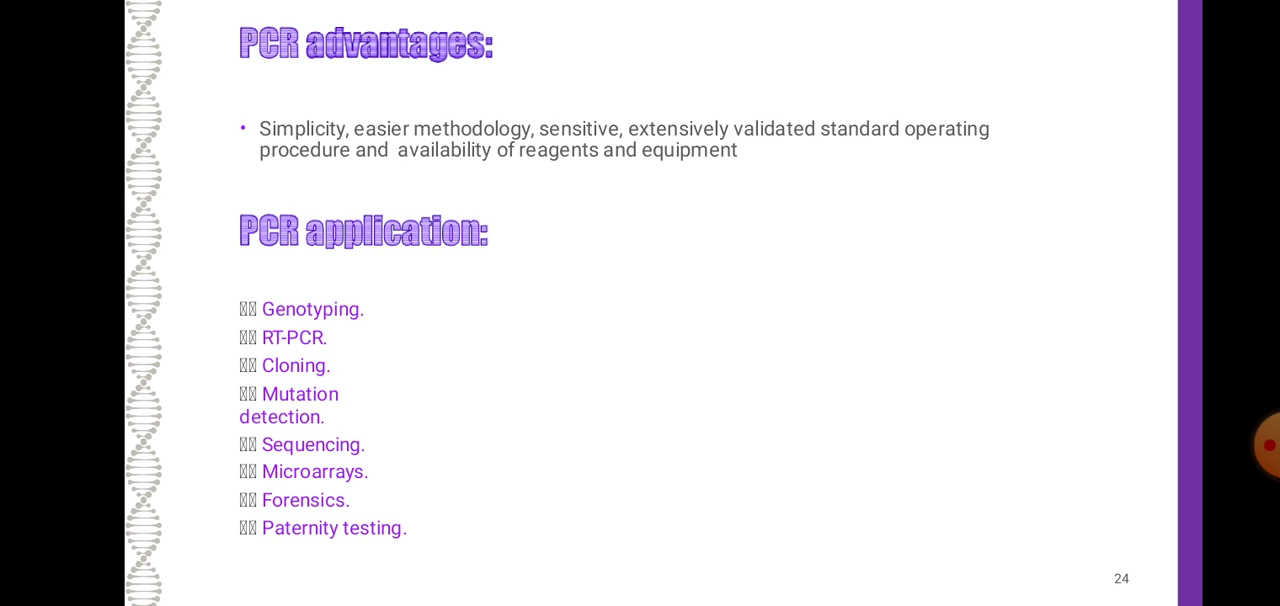 PCR advantages:
• Simplicity, easier methodology, sensitive, extensively validated standard operating
procedure and availability of reagents and equipment
PCR application:
Genotyping.
RT-PCR.
Cloning.
Mutation
detection.
Sequencing.
Microarrays.
Forensics.
Paternity testing.
24